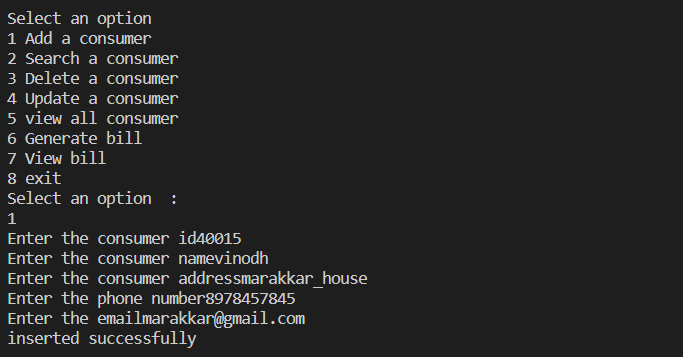 Select an option
1 Add a consumer
2 Search a consumer
3 Delete a consumer
4 Update a consumer
5 view all consumer
6 Generate bill
7 View bill
8 exit
Select an option  :
1
Enter the consumer id40015
Enter the consumer namevinodh
Enter the consumer addressmarakkar_house
Enter the phone number8978457845
Enter the emailmarakkar@gmail.com
inserted successfully